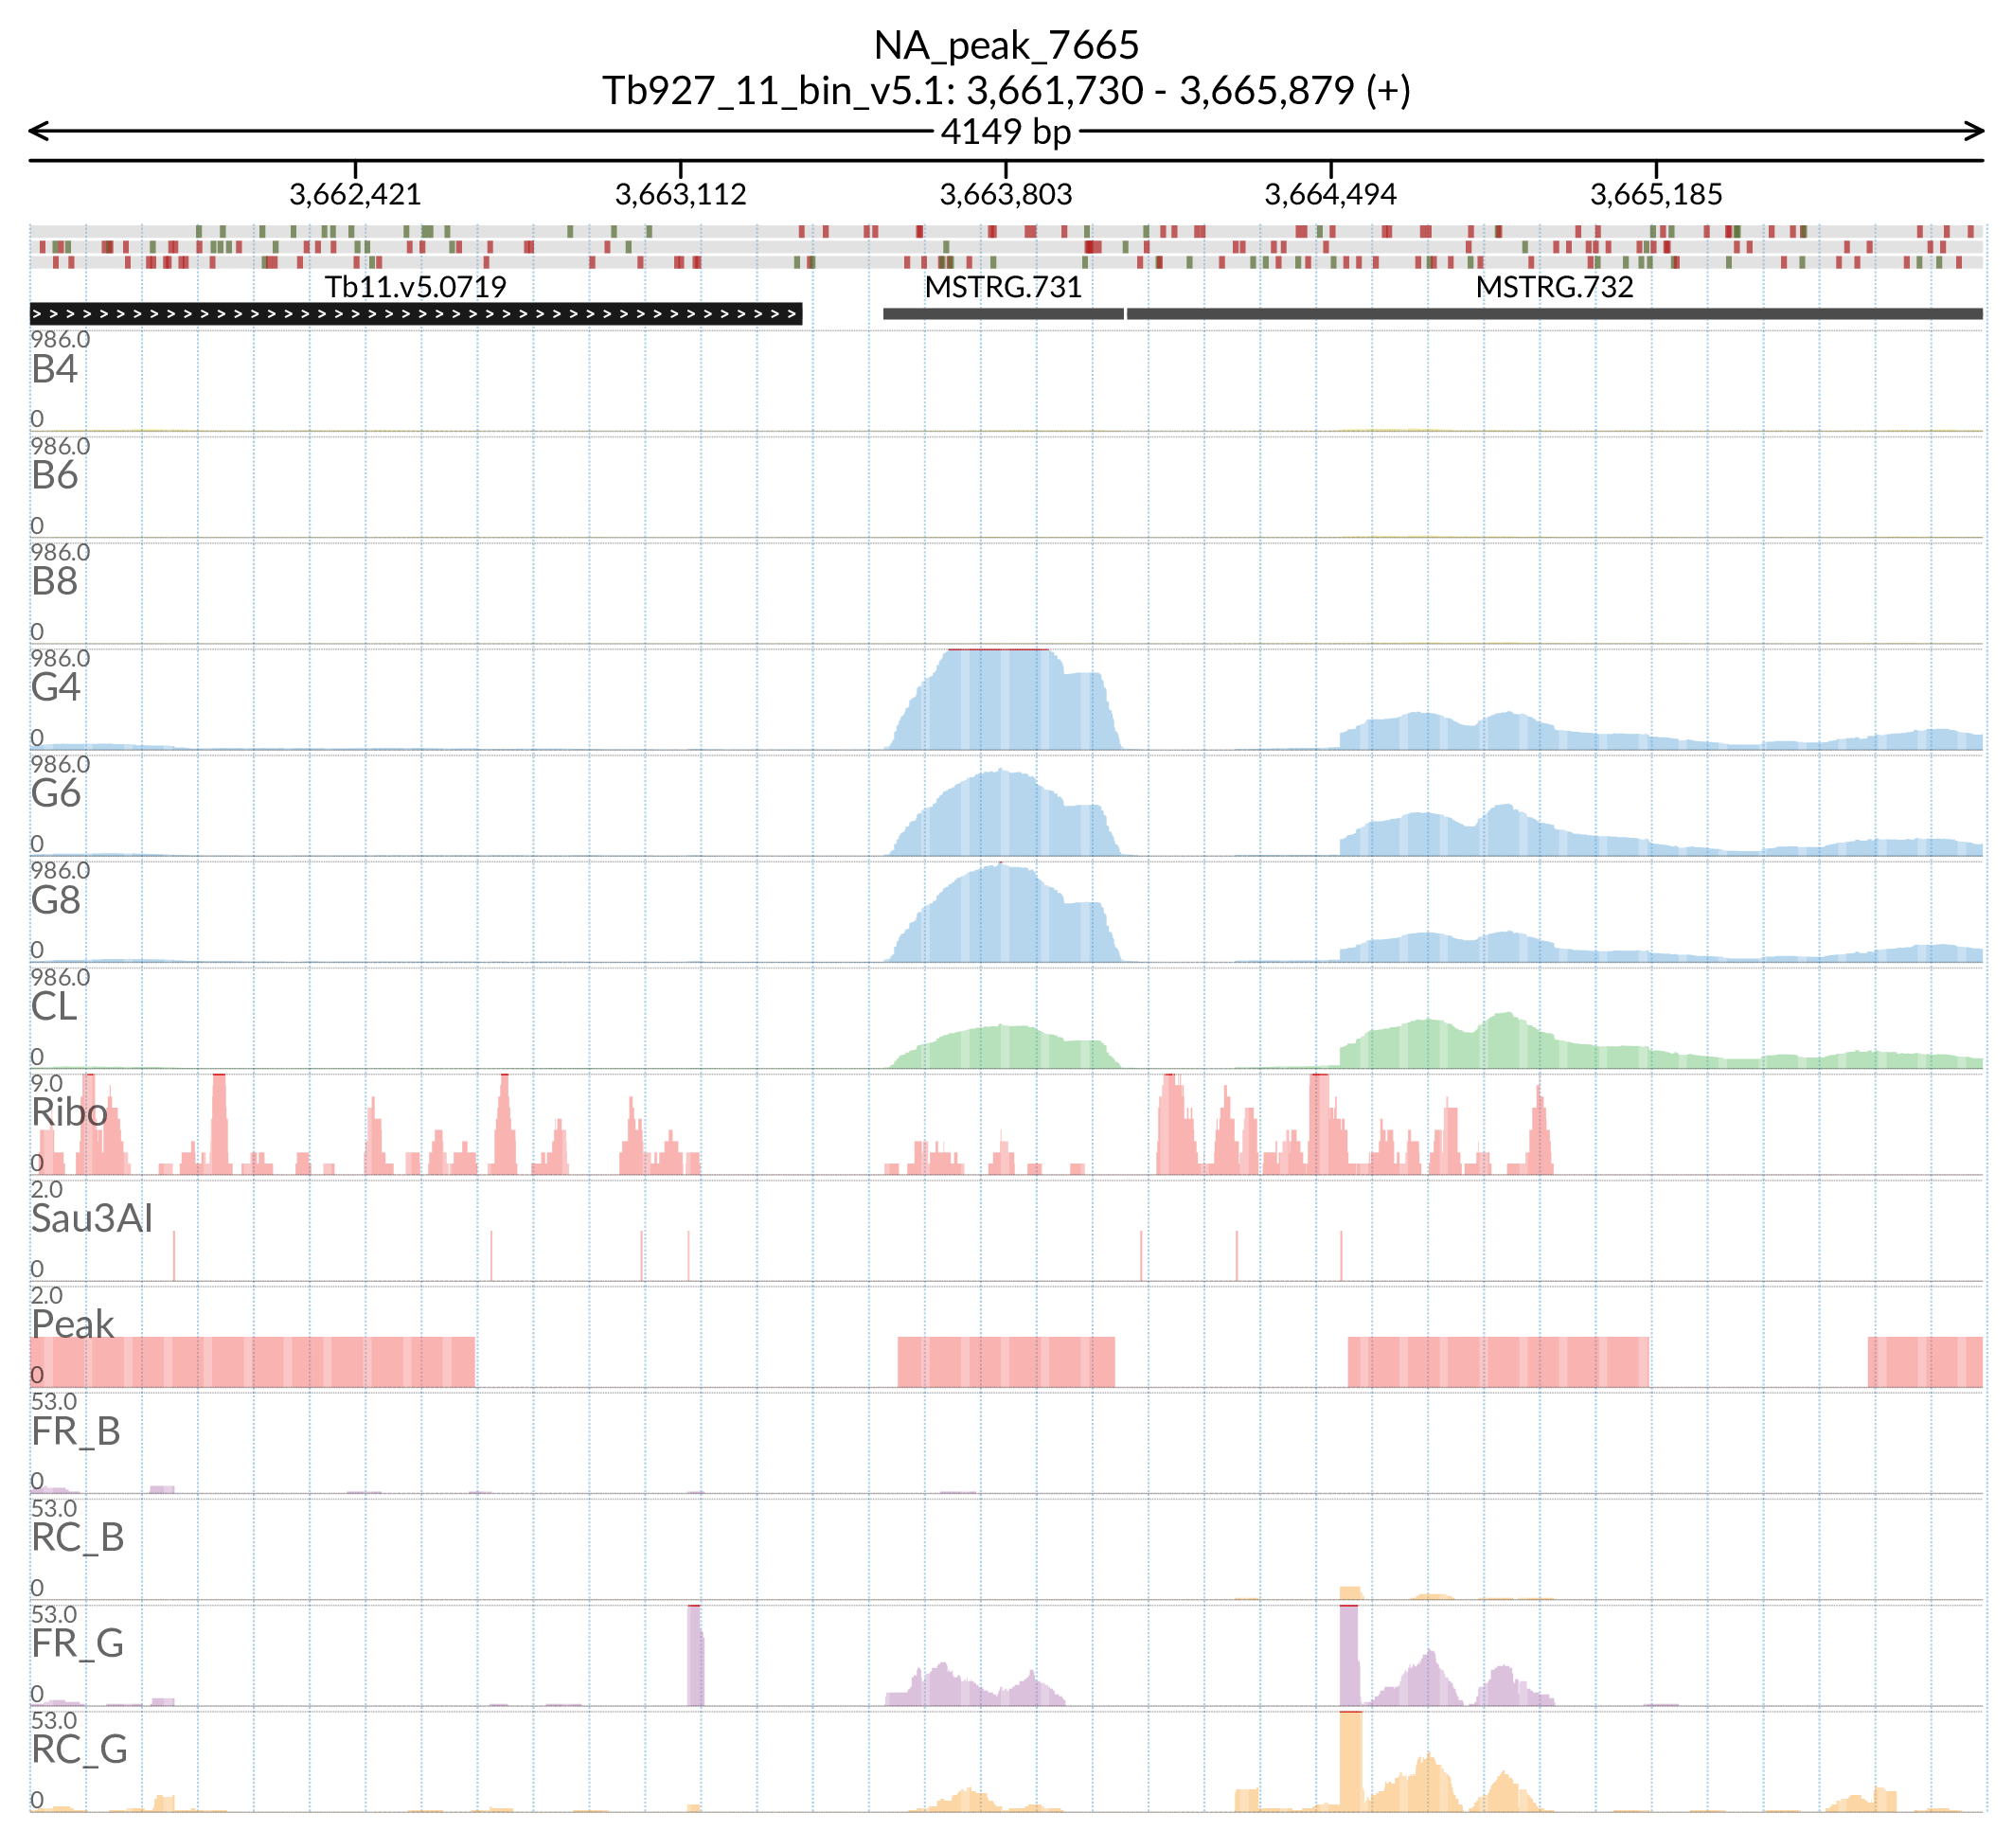 NA_peak_7665
Tb927_11_bin_v5.1: 3,661,730 - 3,665,879 (+)
4149 bp
3,662,421 3,663,112 3,663,803 3,664,494 3,665,185
Tb11.v5.0719 MSTRG.731 MSTRG.732
986.0
B4
0
986.0
B6
0
986.0
B8
0
986.0
G4
0
986.0
G6
0
986.0
G8
0
986.0
CL
0
9.0
Ribo
0
2.0
Sau3AI
0
2.0
Peak
0
53.0
FR_B
0
53.0
RC_B
0
53.0
FR_G
0
53.0
RC_G
0